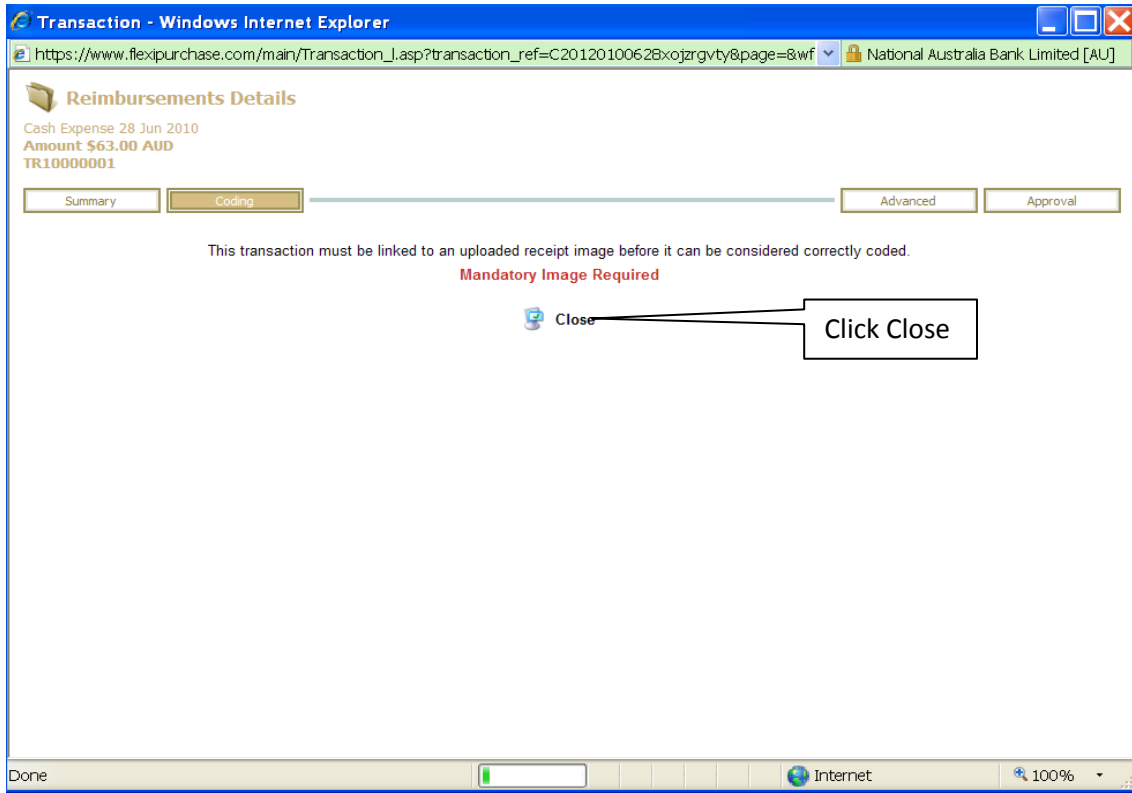 Transaction - Windows Internet Explorer
https://www.flexipurchase.com/main/Transaction_l.asp?transaction_ref=C20120100628xojzrgvty&page=&wf
National Australia Bank Limited [AU]
Reimbursements Details
Cash Expense 28 Jun 2010
Amount $63.00 AUD
TR10000001
Summary Coding Advanced Approval
This transaction must be linked to an uploaded receipt image before it can be considered correctly coded.
Mandatory Image Required
Close
Click Close
Done Internet 100%